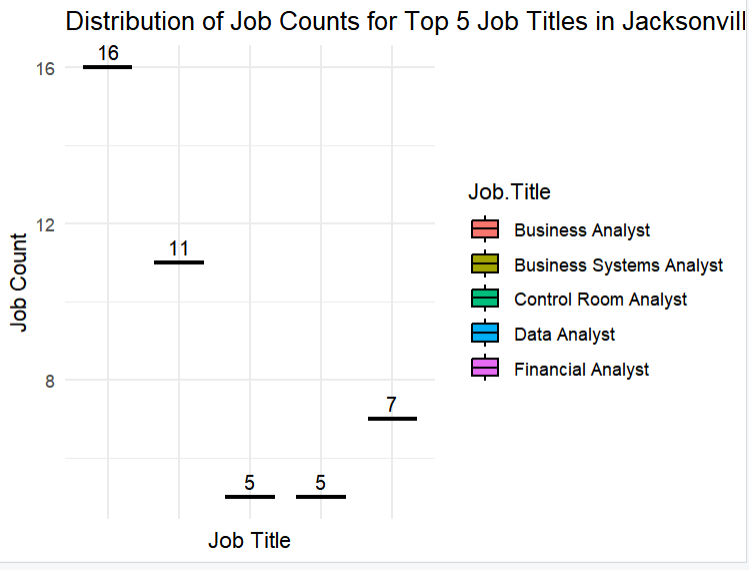 Distribution of Job Counts for Top 5 Job Titles in Jacksonvill
16
16
11
12
Job Count
8
7
5
5
Job Title
Job.Title
Business Analyst
Business Systems Analyst
Control Room Analyst
Data Analyst
Financial Analyst